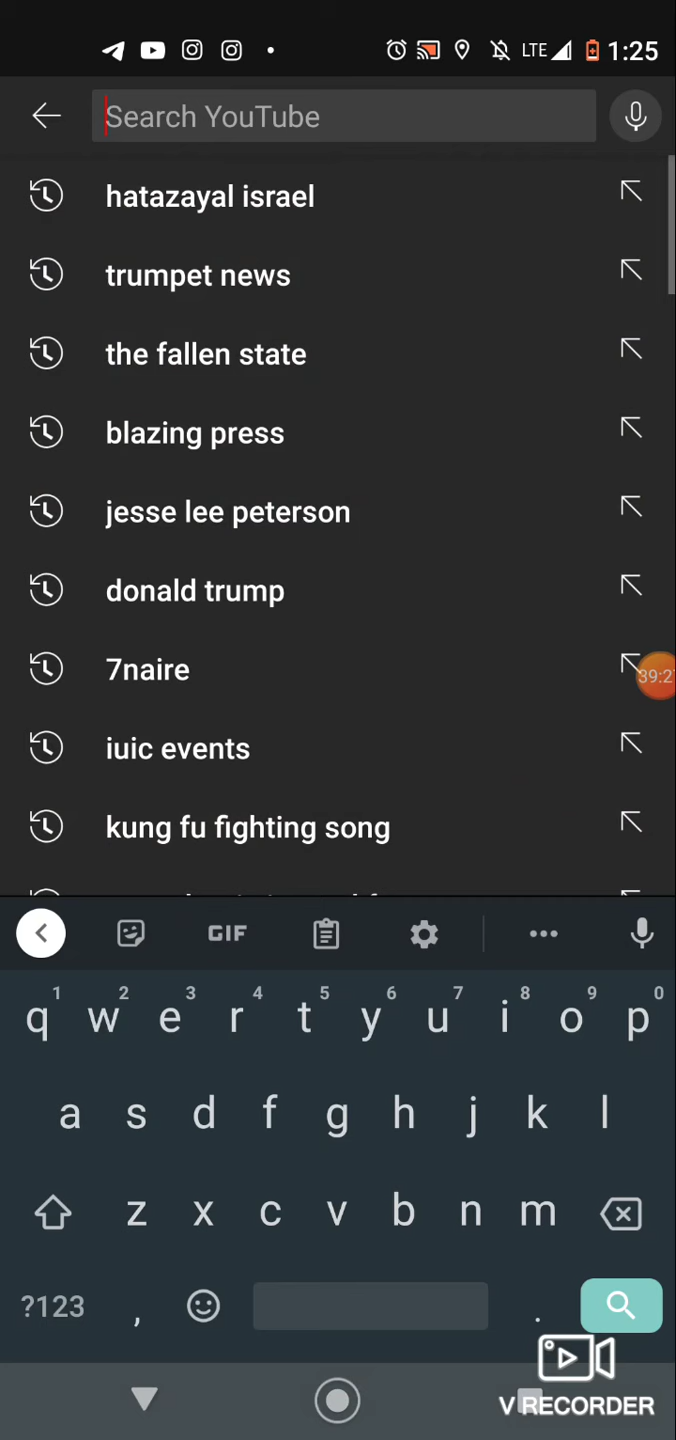 LTE 1:25
Search YouTube
hatazayal israel
trumpet news
the fallen state
blazing press
jesse lee peterson
donald trump
7naire
39:2
iuic events
kung fu fighting song
GIF
1 2 3 4 5 6 7 8 9 0
q w e r t y u i o p
a s d f g h j k l
z x c v b n m
?123 , .
V RECORDER